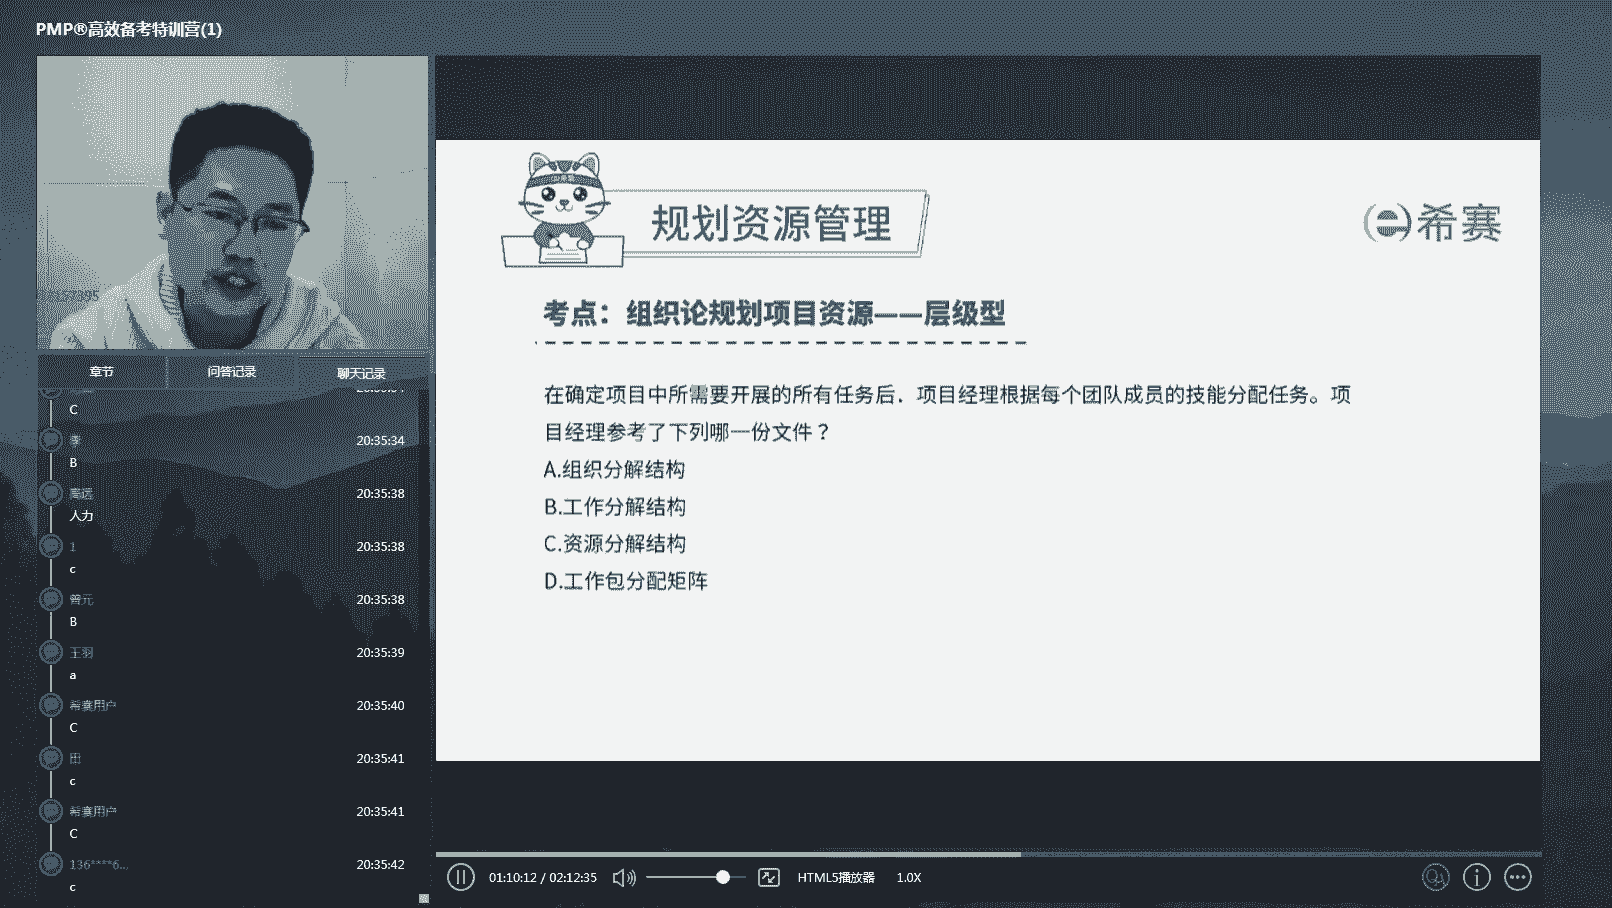 PMP®高效备考特训营(1)
章节
问答记录
聊天记录
C
李
20:35:34
B
高远
20:35:38
人力
1
20:35:38
c
曾元
20:35:38
B
王羽
20:35:39
a
希赛用户
20:35:40
C
田
20:35:41
c
希赛用户
20:35:41
C
136****6...
20:35:42
c
规划资源管理
希赛
考点：组织论规划项目资源——层级型
在确定项目中所需要开展的所有任务后．项目经理根据每个团队成员的技能分配任务。项
目经理参考了下列哪一份文件？
A.组织分解结构
B.工作分解结构
C.资源分解结构
D.工作包分配矩阵
01:10:12 / 02:12:35
HTML5播放器
1.0X